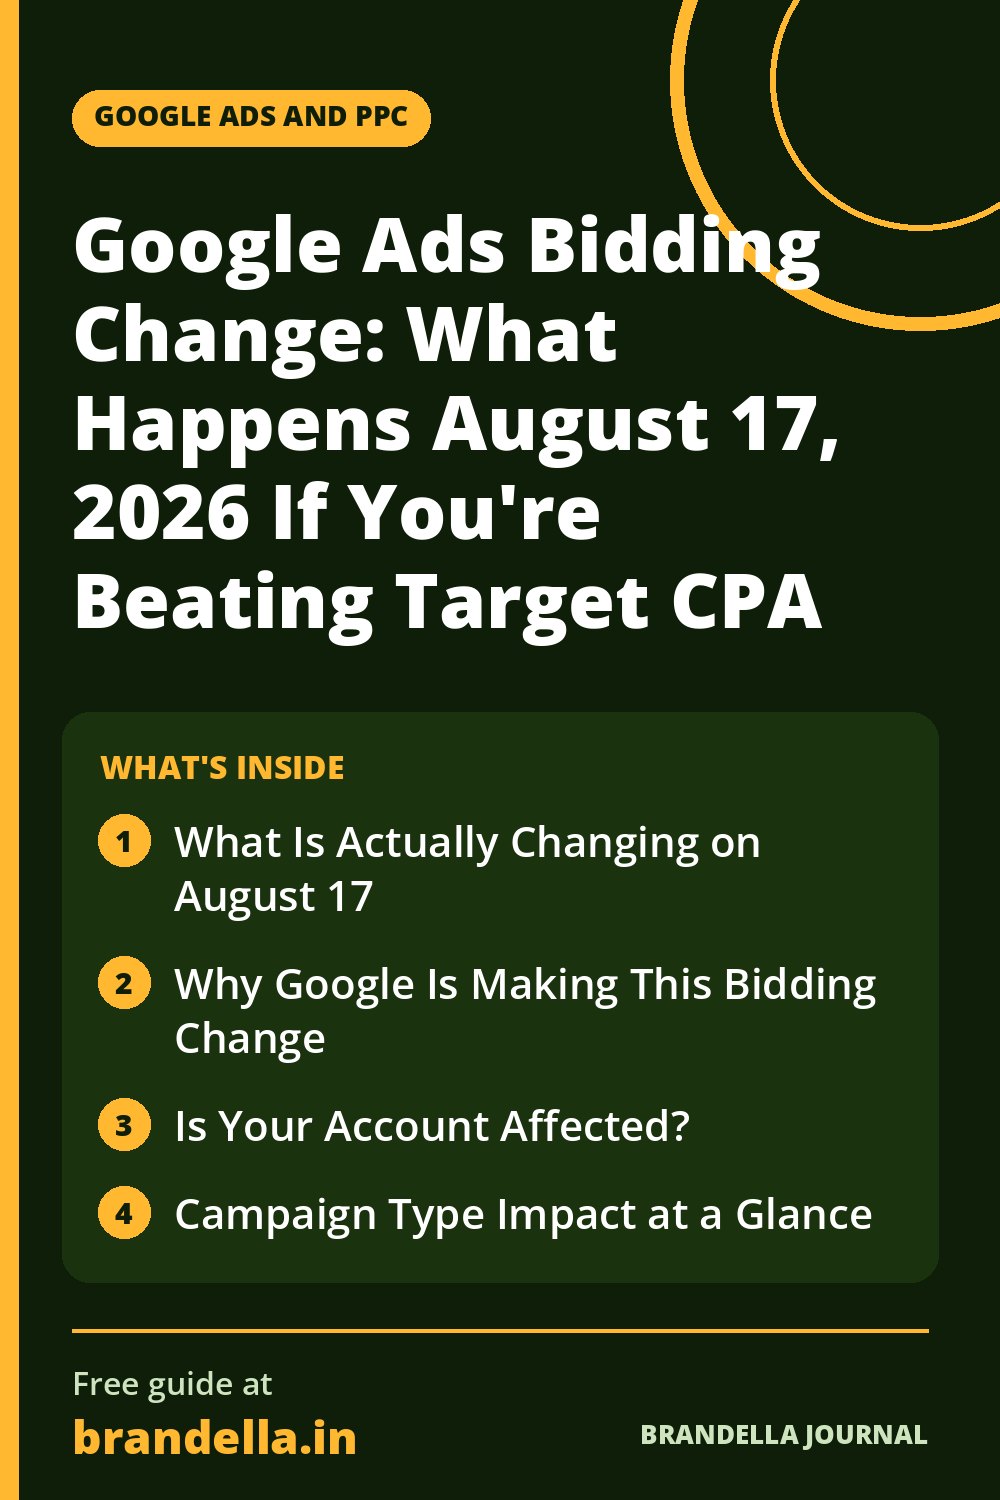 GOOGLE ADS AND PPC
Google Ads Bidding
Change: What
Happens August 17,
2026 If You're
Beating Target CPA
WHAT'S INSIDE
1 What Is Actually Changing on
August 17
2 Why Google Is Making This Bidding
Change
3 Is Your Account Affected?
4 Campaign Type Impact at a Glance
Free guide at
brandella.in
BRANDELLA JOURNAL